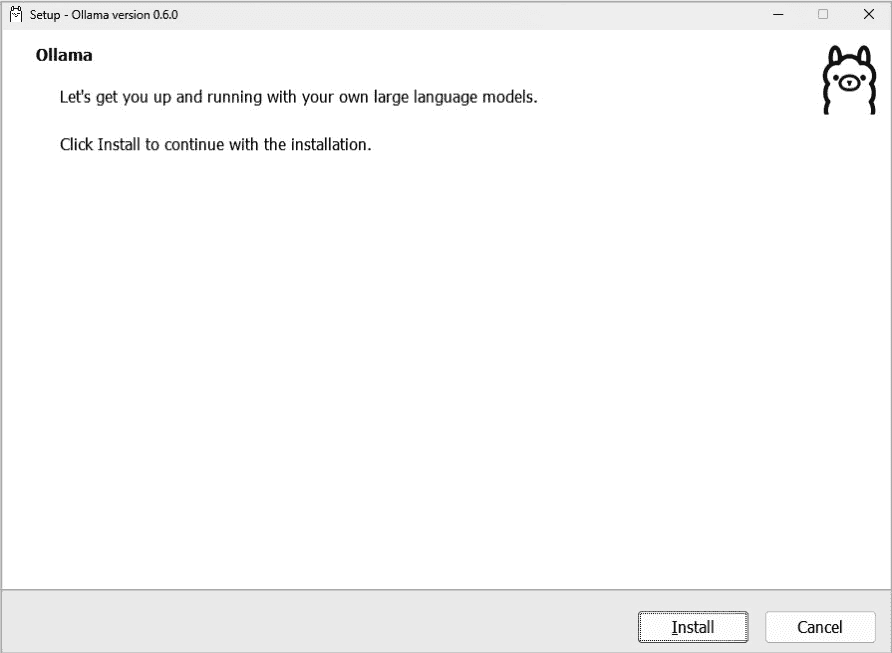 Setup - Ollama version 0.6.0
Ollama
Let's get you up and running with your own large language models.
Click Install to continue with the installation.
Install
Cancel